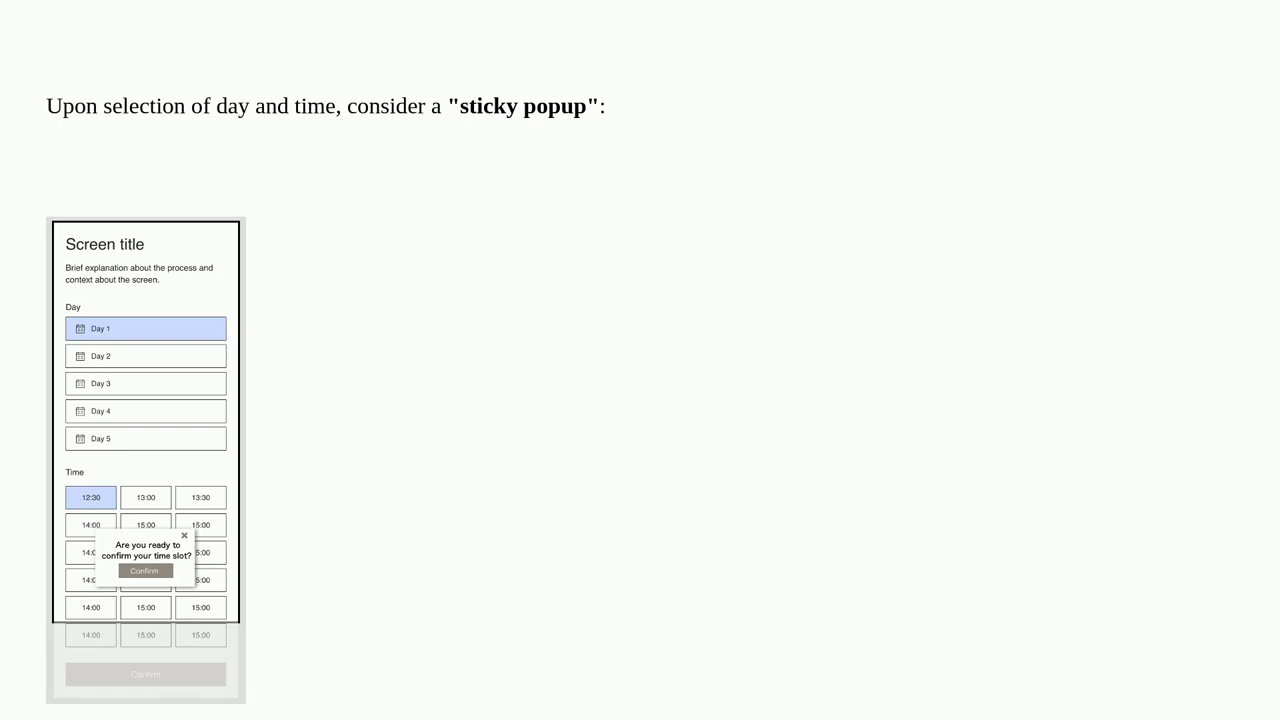 Upon selection of day and time, consider a "sticky popup":
Screen title
Brief explanation about the process and
context about the screen.
Day
Day 1
Day 2
Day 3
Day 4
Day 5
Time
12:30 13:00 13:30
14:00 15:00 15:00
Are you ready to
confirm your time slot?
Confirm
14:00 15:00 15:00
14:00 15:00 15:00
Confirm